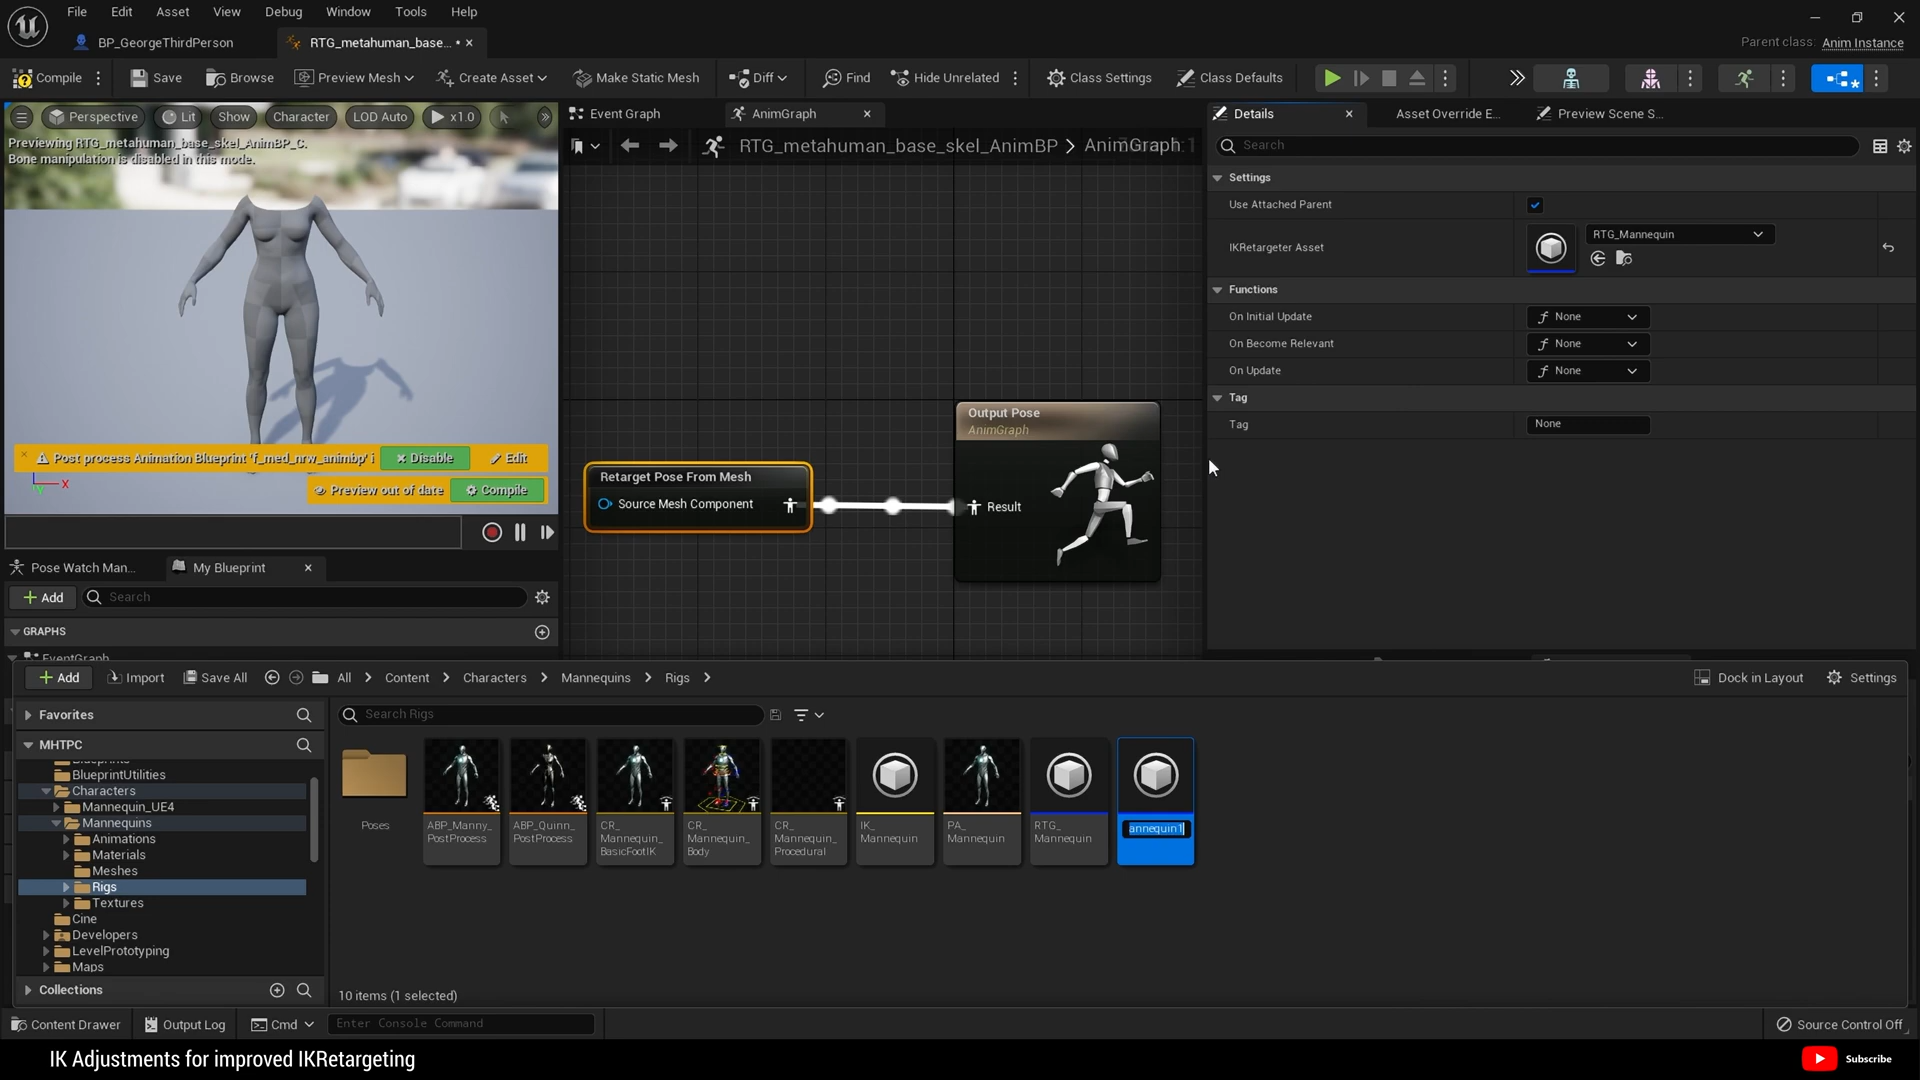 File Edit Asset View Debug Window Tools Help
BP_GeorgeThirdPerson
RTG_metahuman_base... *
Parent class: Anim Instance
Compile Save Browse Preview Mesh Create Asset Make Static Mesh Diff Find Hide Unrelated Class Settings Class Defaults
Perspective Lit Show Character LOD Auto x1.0
Previewing RTG_metahuman_base_skel_AnimBP_C.
Bone manipulation is disabled in this mode.
Post process Animation Blueprint 'f_med_nrw_animbp' i Disable Edit
Preview out of date Compile
X
Event Graph AnimGraph
RTG_metahuman_base_skel_AnimBP > AnimGraph
Retarget Pose From Mesh
Source Mesh Component
Output Pose
AnimGraph
Result
Details Asset Override E... Preview Scene S...
Search
Settings
Use Attached Parent
IKRetargeter Asset RTG_Mannequin
Functions
On Initial Update None
On Become Relevant None
On Update None
Tag
Tag None
Pose Watch Man... My Blueprint
Add Search
GRAPHS
EventGraph
Add Import Save All All > Content > Characters > Mannequins > Rigs > Dock in Layout Settings
Favorites
MHTPC
Blueprints
BlueprintUtilities
Characters
Mannequin_UE4
Mannequins
Animations
Materials
Meshes
Rigs
Textures
Cine
Developers
LevelPrototyping
Maps
Collections
Search Rigs
Poses
ABP_Manny_
PostProcess
ABP_Quinn_
PostProcess
CR_
Mannequin_
BasicFootIK
CR_
Mannequin_
Body
CR_
Mannequin_
Procedural
IK_
Mannequin
PA_
Mannequin
RTG_
Mannequin
annequin1
10 items (1 selected)
Content Drawer Output Log Cmd Enter Console Command Source Control Off
IK Adjustments for improved IKRetargeting
Subscribe